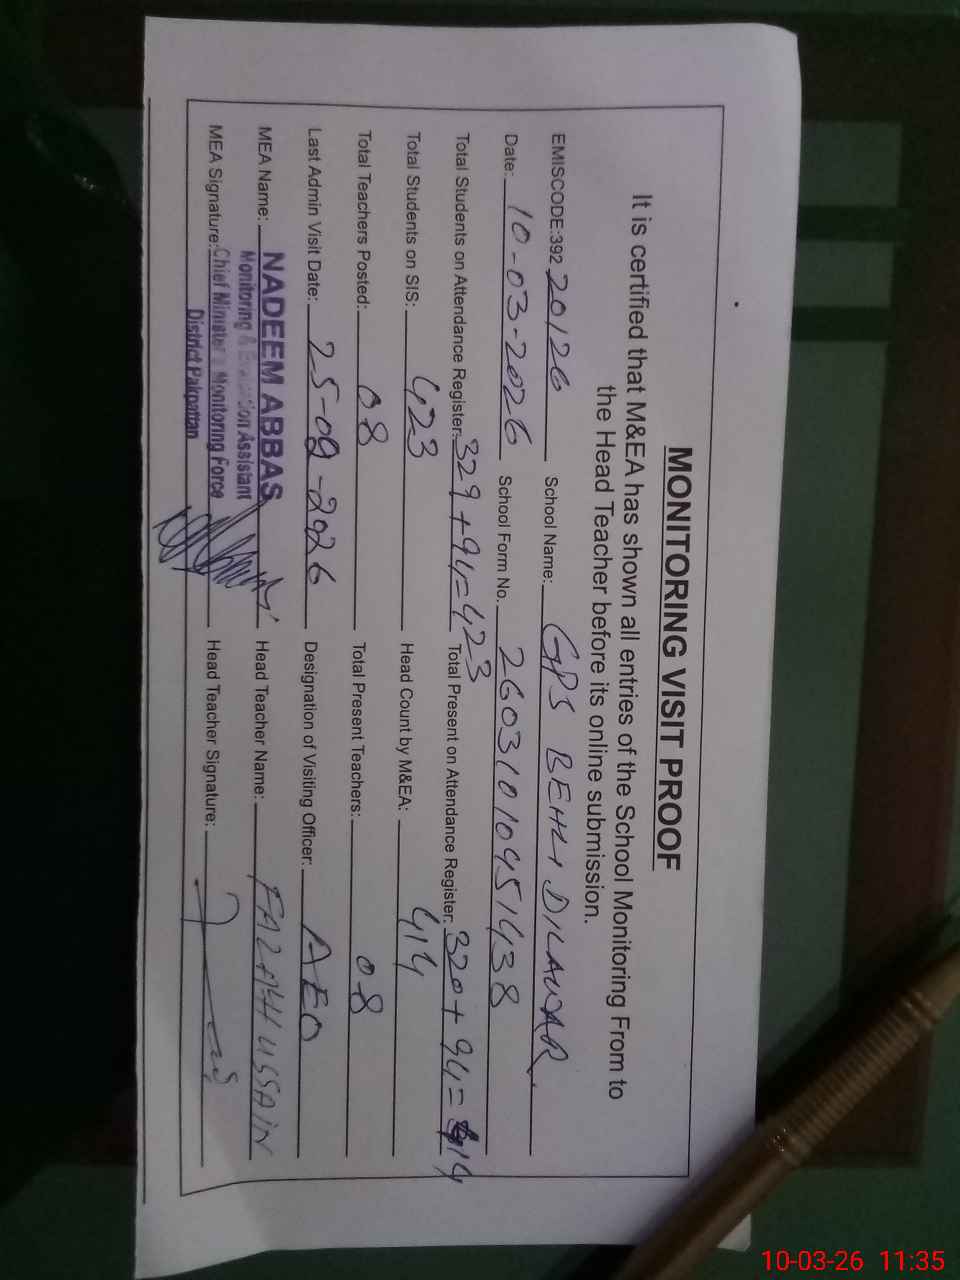 MONITORING VISIT PROOF
It is certified that M&EA has shown all entries of the School Monitoring From to
the Head Teacher before its online submission.
EMISCODE:392 20126 School Name: GPS BEHLI DILAWAR
Date: 10-03-2026 School Form No. 26031010451438
Total Students on Attendance Register: 329+94=423 Total Present on Attendance Register: 320+94=414
Total Students on SIS: 423 Head Count by M&EA: 414
Total Teachers Posted: 08 Total Present Teachers: 08
Last Admin Visit Date: 25-02-2026 Designation of Visiting Officer: AEO
MEA Name: NADEEM ABBAS Head Teacher Name: FAZAL HUSSAIN
Monitoring & Evaluation Assistant
MEA Signature: Chief Minister's Monitoring Force Head Teacher Signature:
District Pakpattan
10-03-26 11:35